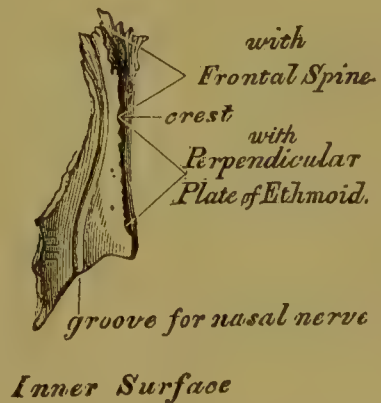 with
Frontal Spine
crest
with
Perpendicular
Plate of Ethmoid.
groove for nasal nerve
Inner Surface